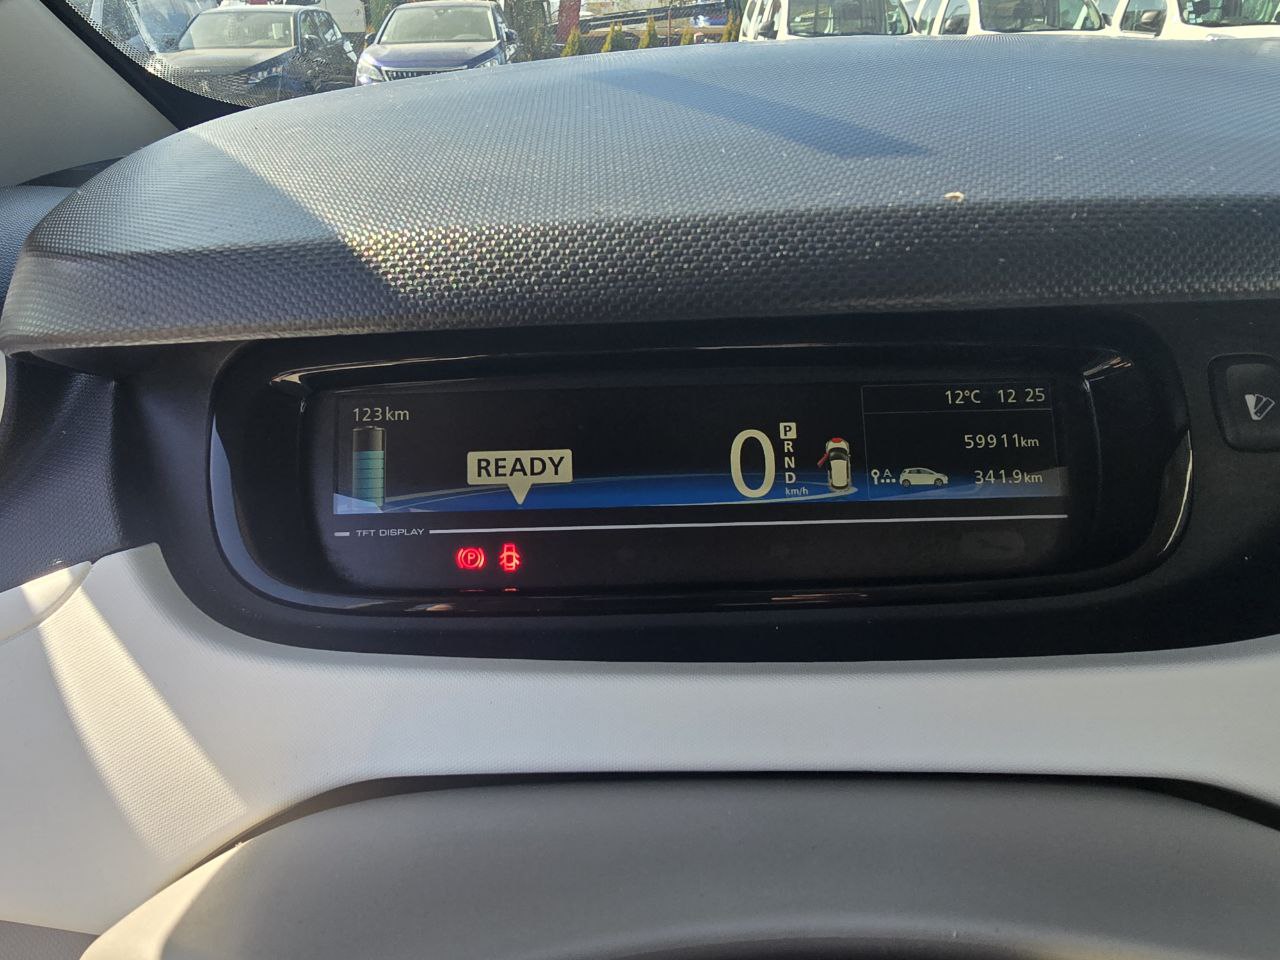 123km
12°C 12 25
59911km
A
341.9km
READY
0
P
R
N
D
km/h
TFT DISPLAY
P